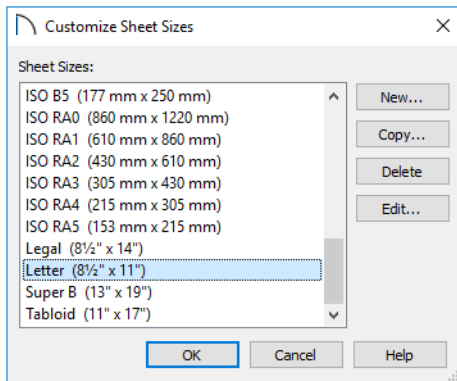 Customize Sheet Sizes
Sheet Sizes:
ISO B5 (177 mm x 250 mm)
ISO RA0 (860 mm x 1220 mm)
ISO RA1 (610 mm x 860 mm)
ISO RA2 (430 mm x 610 mm)
ISO RA3 (305 mm x 430 mm)
ISO RA4 (215 mm x 305 mm)
ISO RA5 (153 mm x 215 mm)
Legal (8½" x 14")
Letter (8½" x 11")
Super B (13" x 19")
Tabloid (11" x 17")
New...
Copy...
Delete
Edit...
OK
Cancel
Help